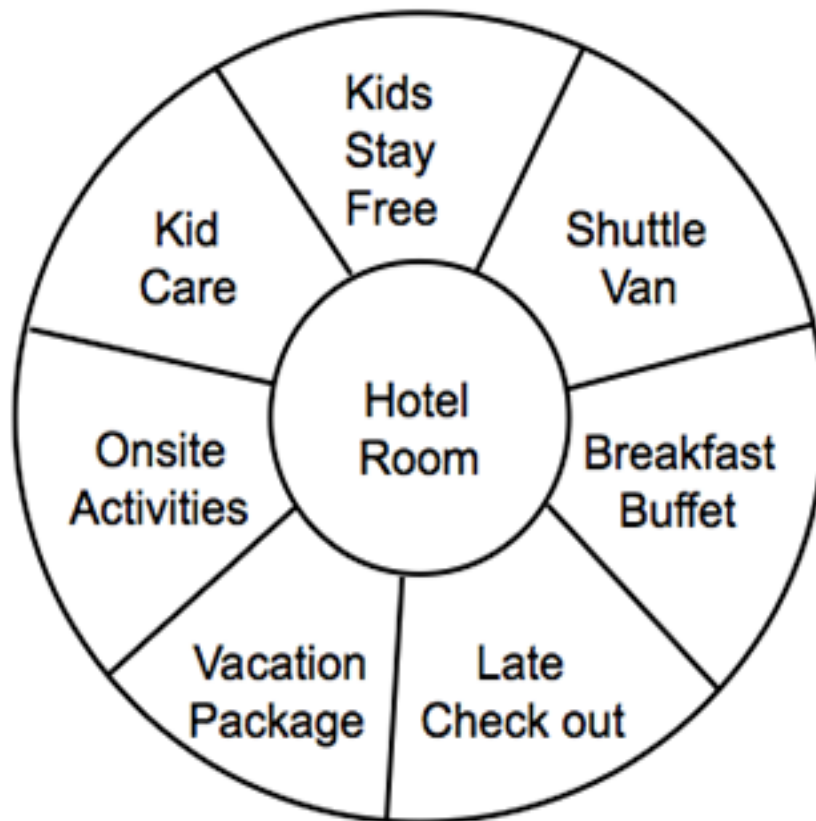 Kids
Stay
Free
Shuttle
Van
Breakfast
Buffet
Late
Check out
Vacation
Package
Onsite
Activities
Kid
Care
Hotel
Room